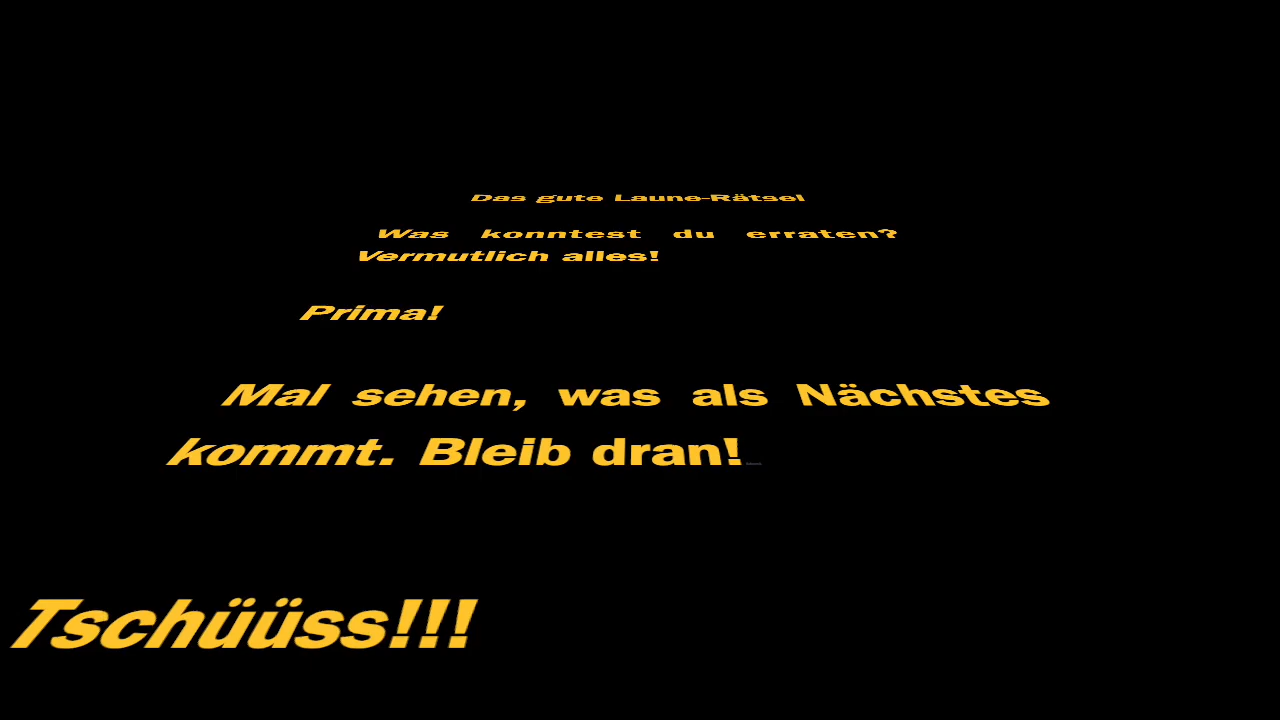 Das gute Laune-Rätsel
Was konntest du erraten?
Vermutlich alles!
Prima!
Mal sehen, was als Nächstes
kommt. Bleib dran!
Tschüüss!!!